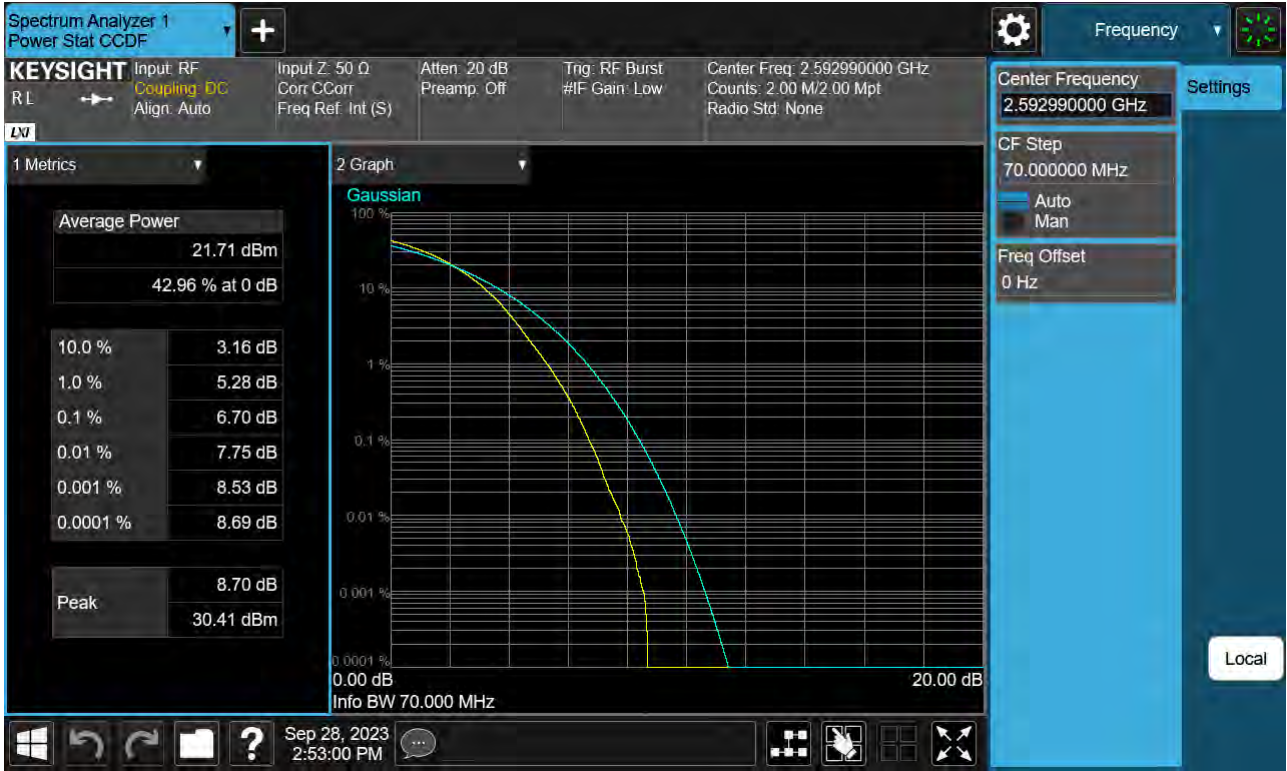 Spectrum Analyzer 1
Power Stat CCDF
Frequency
KEYSIGHT
R L
LXI
Input: RF
Coupling: DC
Align: Auto
Input Z: 50 Ω
Corr CCorr
Freq Ref: Int (S)
Atten: 20 dB
Preamp: Off
Trig: RF Burst
#IF Gain: Low
Center Freq: 2.592990000 GHz
Counts: 2.00 M/2.00 Mpt
Radio Std: None
Center Frequency
2.592990000 GHz
Settings
CF Step
70.000000 MHz
Auto
Man
Freq Offset
0 Hz
Local
1 Metrics
Average Power
21.71 dBm
42.96 % at 0 dB
10.0 % 3.16 dB
1.0 % 5.28 dB
0.1 % 6.70 dB
0.01 % 7.75 dB
0.001 % 8.53 dB
0.0001 % 8.69 dB
Peak
8.70 dB
30.41 dBm
2 Graph
Gaussian
100 %
10 %
1 %
0.1 %
0.01 %
0.001 %
0.0001 %
0.00 dB
20.00 dB
Info BW 70.000 MHz
?
Sep 28, 2023
2:53:00 PM